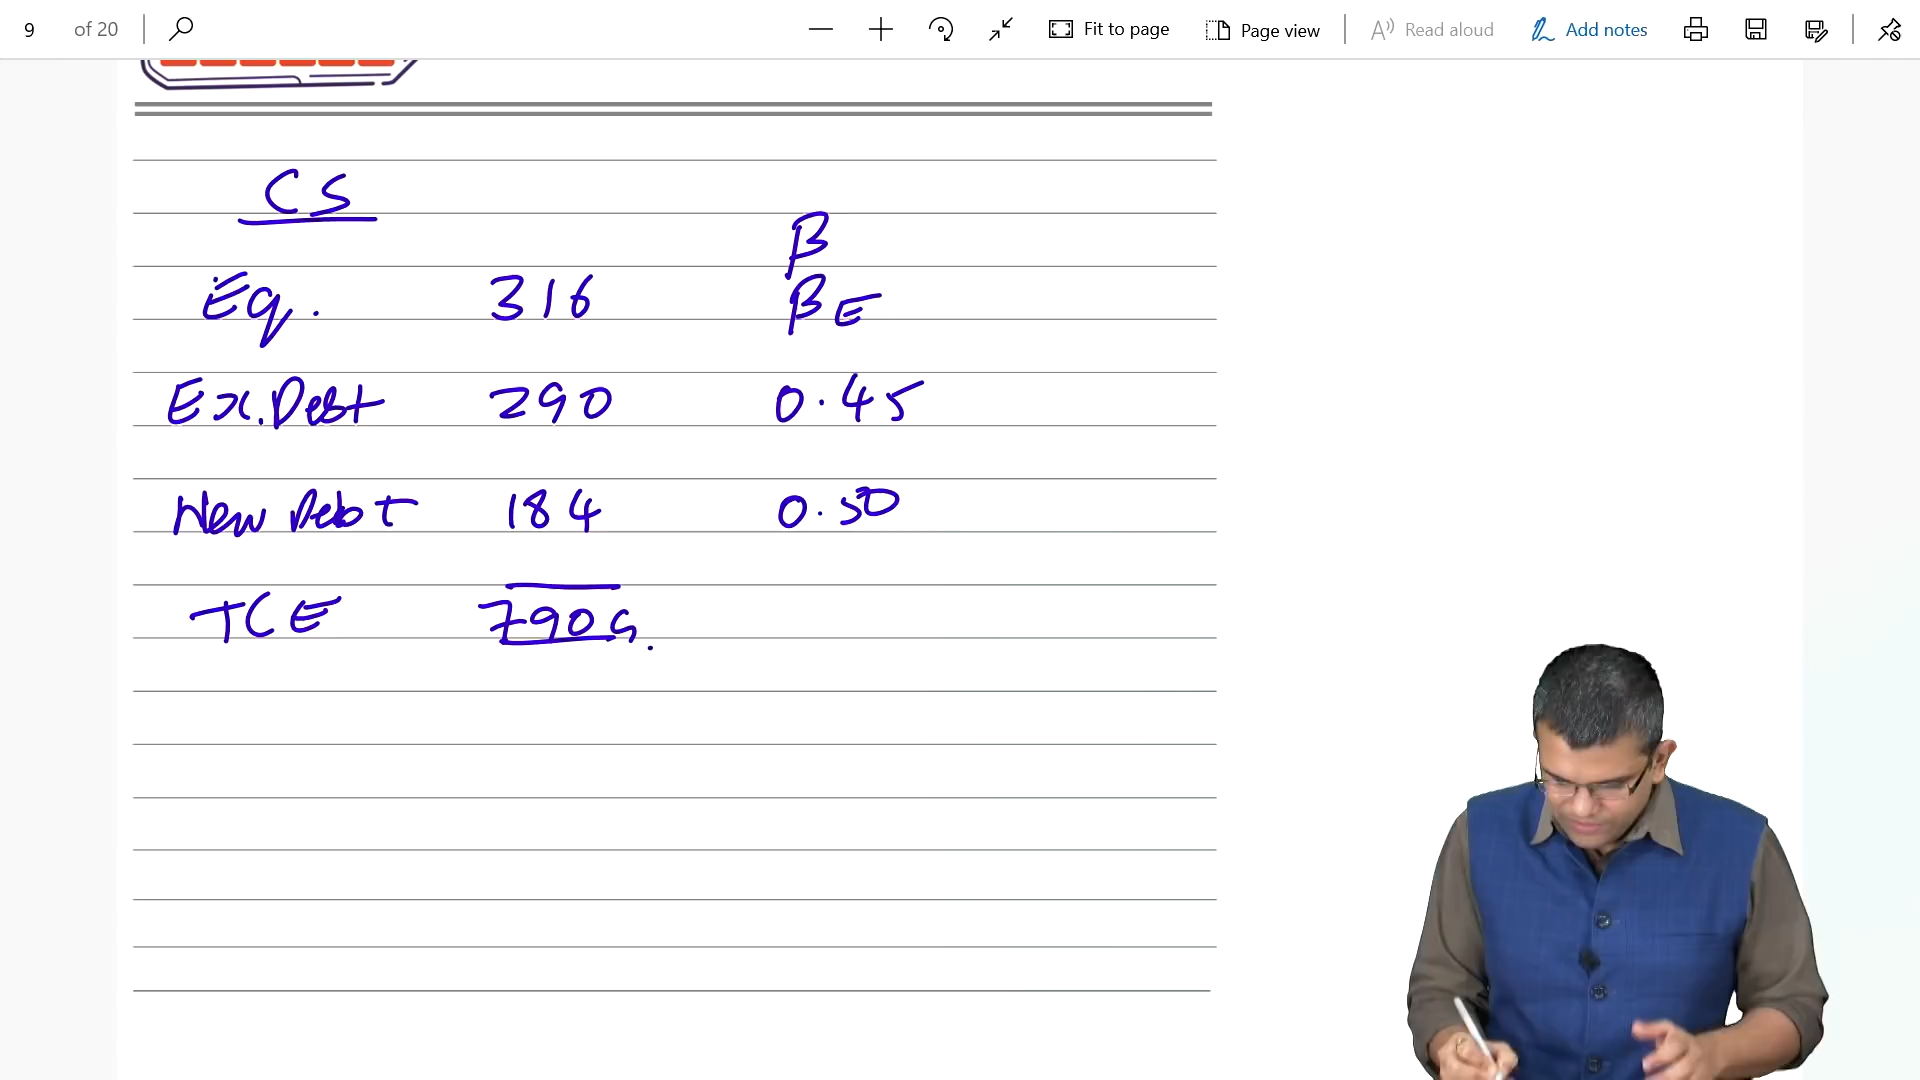 9 of 20 Fit to page Page view Read aloud Add notes
CS
β
Eq. 316 βE
Ex. Debt 290 0.45
New Debt 184 0.50
TCE 790